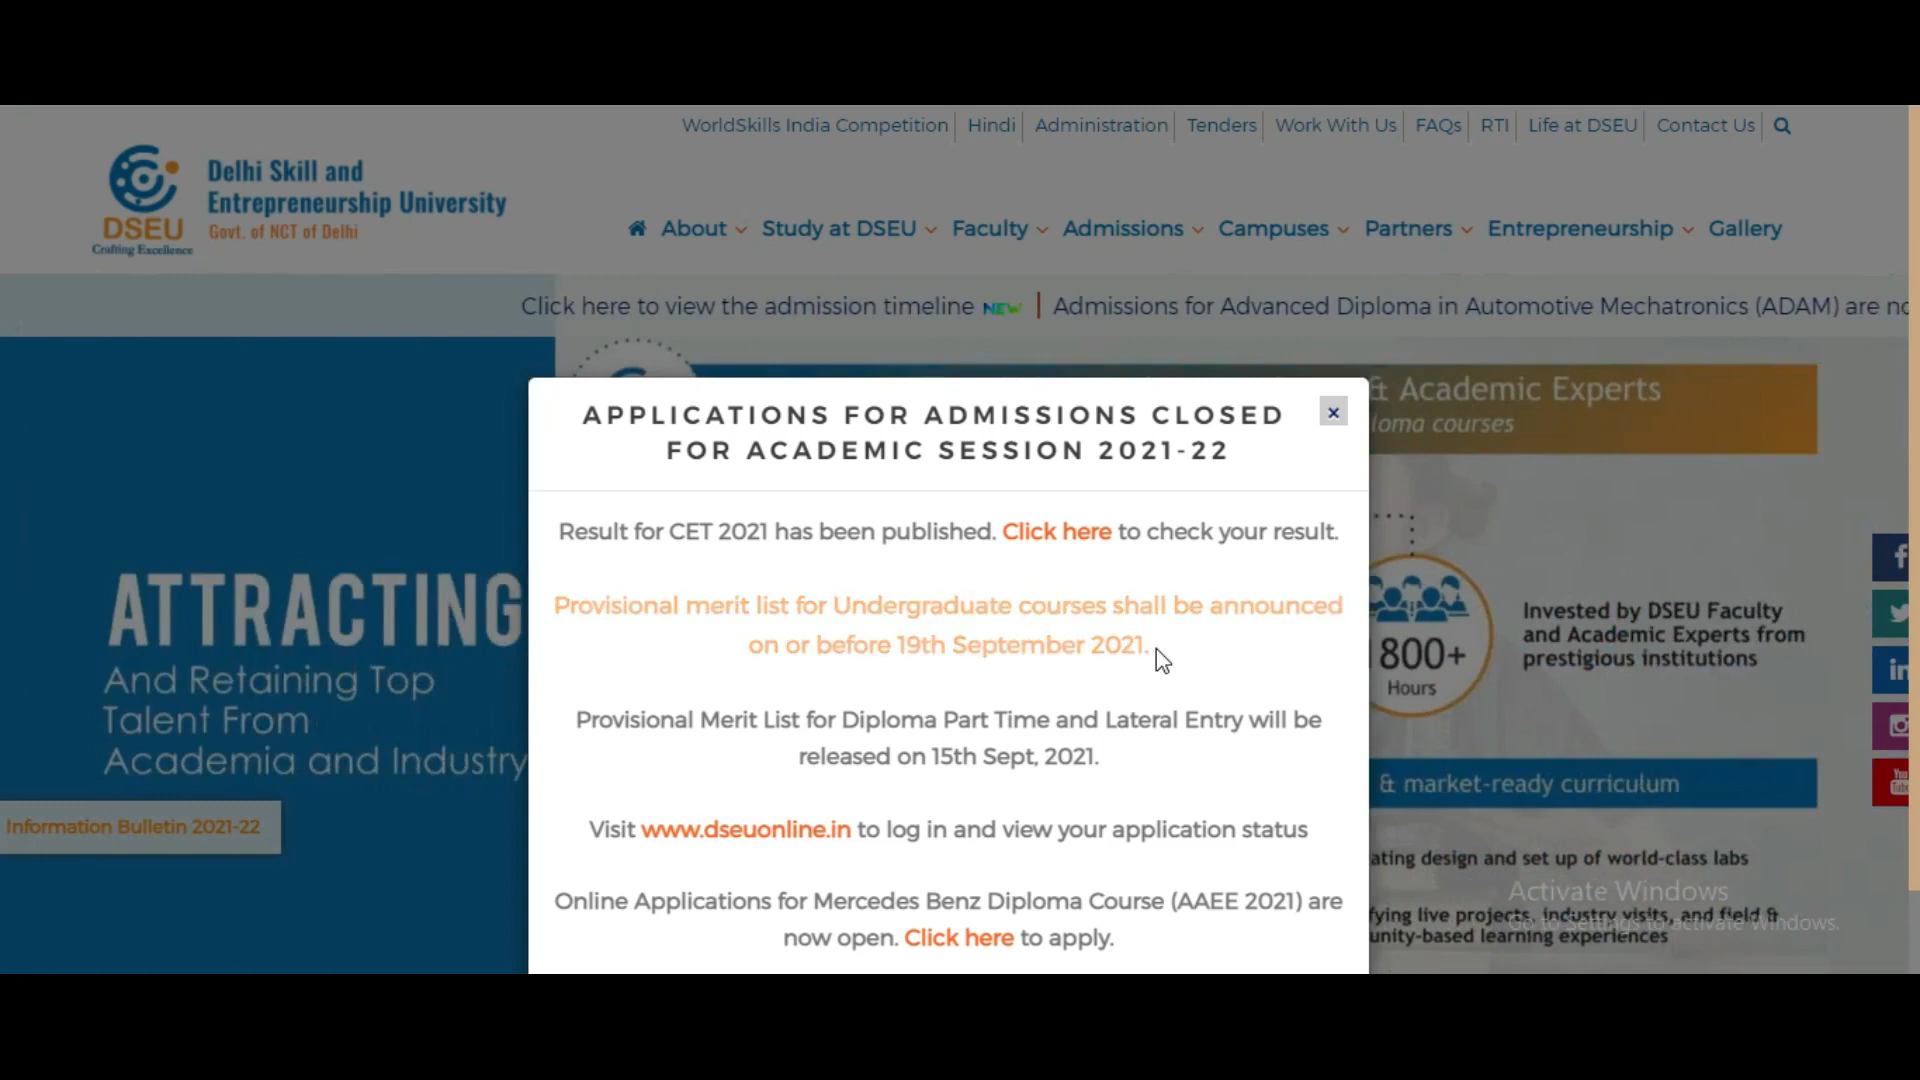 WorldSkills India Competition
Hindi
Administration
Tenders
Work With Us
FAQs
RTI
Life at DSEU
Contact Us
DSEU
Crafting Excellence
Delhi Skill and
Entrepreneurship University
Govt. of NCT of Delhi
About
Study at DSEU
Faculty
Admissions
Campuses
Partners
Entrepreneurship
Gallery
Click here to view the admission timeline NEW | Admissions for Advanced Diploma in Automotive Mechatronics (ADAM) are no
& Academic Experts
loma courses
APPLICATIONS FOR ADMISSIONS CLOSED
FOR ACADEMIC SESSION 2021-22
×
Result for CET 2021 has been published. Click here to check your result.
Provisional merit list for Undergraduate courses shall be announced
on or before 19th September 2021.
Provisional Merit List for Diploma Part Time and Lateral Entry will be
released on 15th Sept, 2021.
Visit www.dseuonline.in to log in and view your application status
Online Applications for Mercedes Benz Diploma Course (AAEE 2021) are
now open. Click here to apply.
ATTRACTING
And Retaining Top
Talent From
Academia and Industry
Information Bulletin 2021-22
1800+
Hours
Invested by DSEU Faculty
and Academic Experts from
prestigious institutions
& market-ready curriculum
ating design and set up of world-class labs
fying live projects, industry visits, and field &
unity-based learning experiences
Activate Windows
Go to Settings to activate Windows.